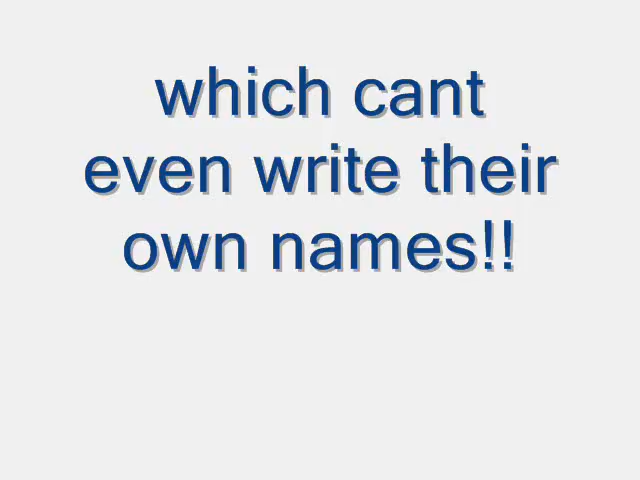 which cant
even write their
own names!!